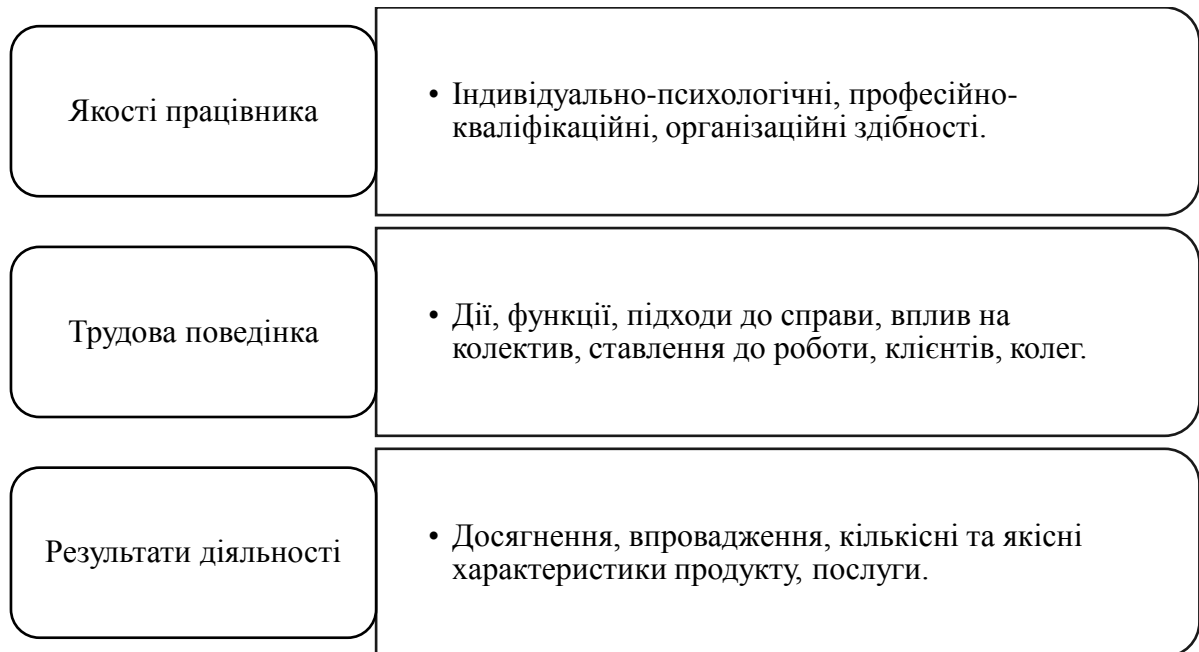 Якості працівника
• Індивідуально-психологічні, професійно-
кваліфікаційні, організаційні здібності.
Трудова поведінка
• Дії, функції, підходи до справи, вплив на
колектив, ставлення до роботи, клієнтів, колег.
Результати діяльності
• Досягнення, впровадження, кількісні та якісні
характеристики продукту, послуги.